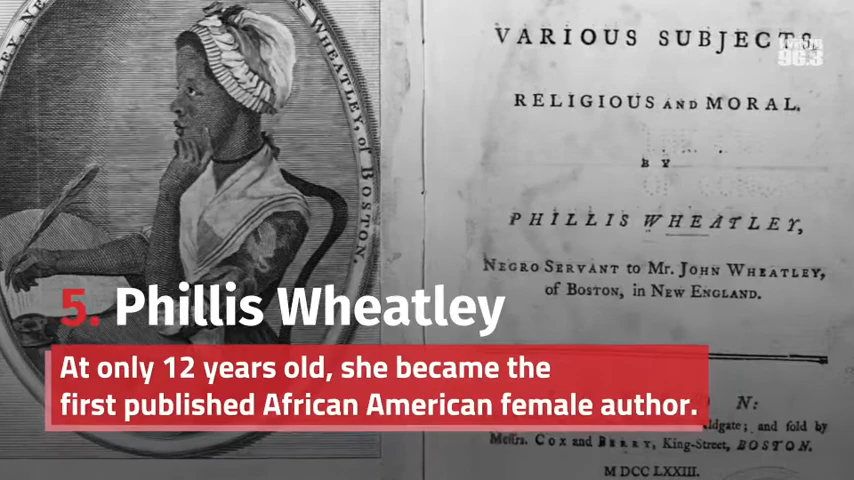 VARIOUS SUBJECTS,
96.3
RELIGIOUS AND MORAL.
BY
PHILLIS WHEATLEY,
NEGRO SERVANT to Mr. JOHN WHEATLEY,
of BOSTON, in NEW ENGLAND.
WHEATLEY, of BOSTON.
5. Phillis Wheatley
At only 12 years old, she became the
first published African American female author.
N:
ldgate; and sold by
Messrs. COX and BERRY, King-Street, BOSTON.
M DCC LXXIII.